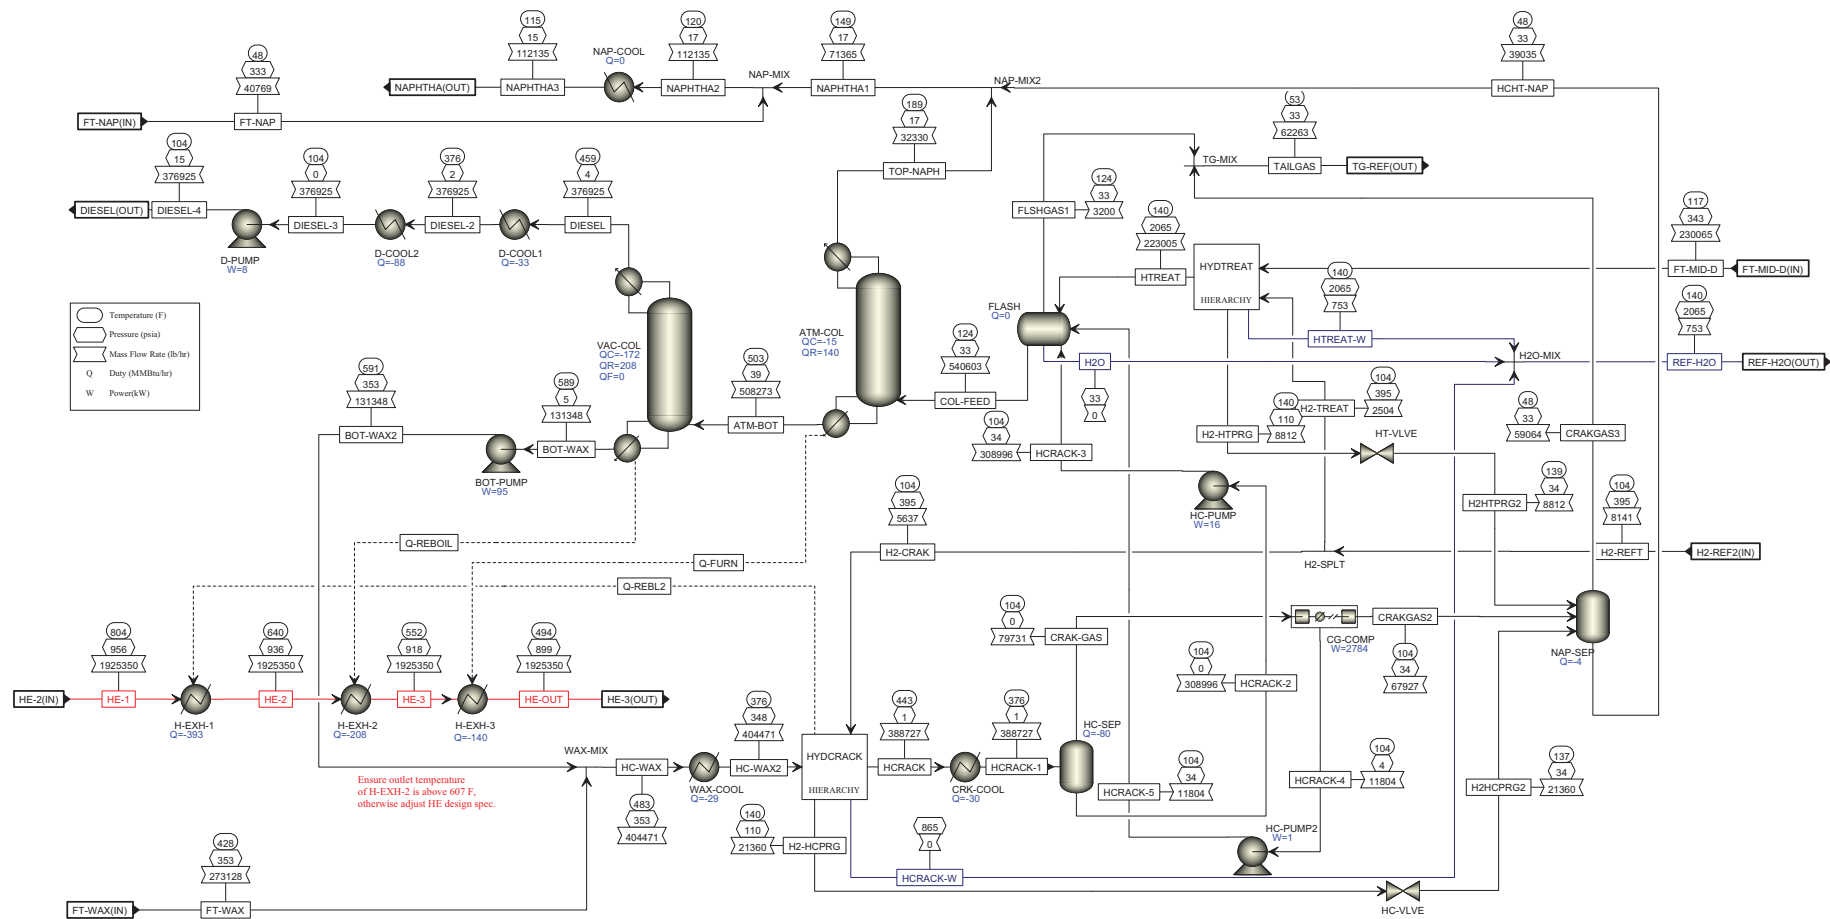 48
333
40769
FT-NAP(IN)
FT-NAP
115
15
112135
NAPHTHA(OUT)
NAPHTHA3
NAP-COOL
Q=0
120
17
112135
NAPHTHA2
NAP-MIX
149
17
71365
NAPHTHA1
NAP-MIX2
189
17
32330
TOP-NAPH
48
33
39035
HCHT-NAP
53
33
62263
TG-MIX
TAILGAS
TG-REF(OUT)
104
15
376925
DIESEL(OUT)
DIESEL-4
D-PUMP
W=8
104
0
376925
DIESEL-3
D-COOL2
Q=-88
376
2
376925
DIESEL-2
D-COOL1
Q=-33
459
4
376925
DIESEL
124
33
3200
FLSHGAS1
140
2065
223005
HTREAT
HYDTREAT
HIERARCHY
117
343
230065
FT-MID-D
FT-MID-D(IN)
140
2065
753
HTREAT-W
140
2065
753
REF-H2O
REF-H2O(OUT)
H2O-MIX
Temperature (F)
Pressure (psia)
Mass Flow Rate (lb/hr)
Q Duty (MMBtu/hr)
W Power(kW)
VAC-COL
QC=-172
QR=208
QF=0
ATM-COL
QC=-15
QR=140
FLASH
Q=0
H2O
33
0
124
33
540603
COL-FEED
503
39
508273
ATM-BOT
591
353
131348
BOT-WAX2
589
5
131348
BOT-WAX
BOT-PUMP
W=95
104
34
308996
HCRACK-3
HC-PUMP
W=16
140
110
8812
H2-HTPRG
104
395
2504
H2-TREAT
HT-VLVE
48
33
59064
CRAKGAS3
139
34
8812
H2HTPRG2
104
395
8141
H2-REFT
H2-REF2(IN)
H2-SPLT
104
395
5637
H2-CRAK
Q-REBOIL
Q-FURN
Q-REBL2
804
956
1925350
HE-2(IN)
HE-1
H-EXH-1
Q=-393
640
936
1925350
HE-2
H-EXH-2
Q=-208
552
918
1925350
HE-3
H-EXH-3
Q=-140
494
899
1925350
HE-OUT
HE-3(OUT)
104
0
79731
CRAK-GAS
CG-COMP
W=2784
CRAKGAS2
104
34
67927
NAP-SEP
Q=-4
104
0
308996
HCRACK-2
Ensure outlet temperature
of H-EXH-2 is above 607 F,
otherwise adjust HE design spec.
WAX-MIX
HC-WAX
483
353
404471
WAX-COOL
Q=-29
376
348
404471
HC-WAX2
HYDCRACK
HIERARCHY
443
1
388727
HCRACK
CRK-COOL
Q=-30
376
1
388727
HCRACK-1
HC-SEP
Q=-80
HCRACK-5
104
34
11804
HCRACK-4
104
4
11804
HC-PUMP2
W=1
H2HCPRG2
137
34
21360
140
110
21360
H2-HCPRG
865
0
HCRACK-W
HC-VLVE
428
353
273128
FT-WAX(IN)
FT-WAX